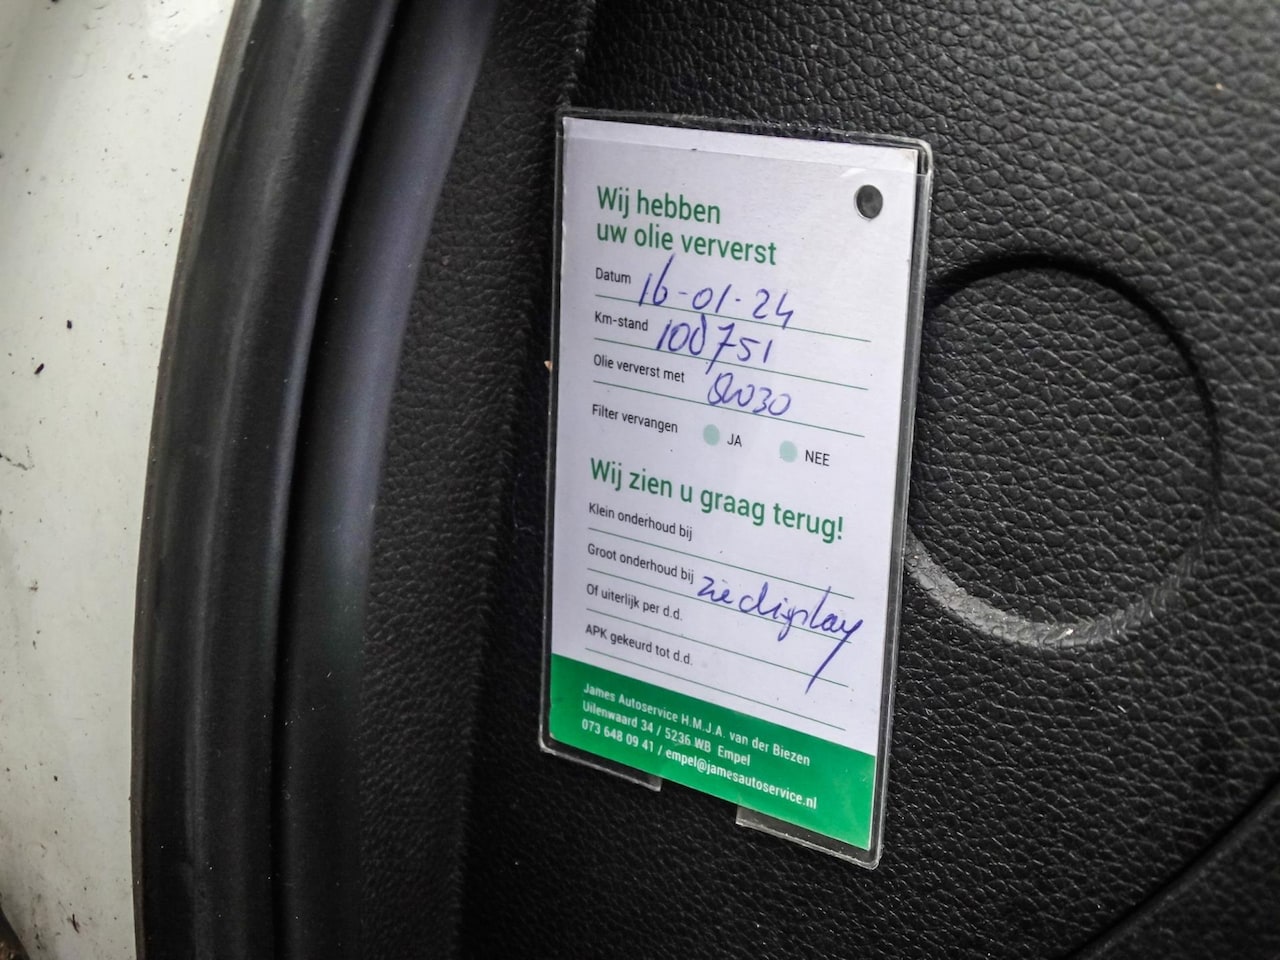 Wij hebben
uw olie ververst
Datum 16-01-24
Km-stand 100751
Olie ververst met 0W030
Filter vervangen JA NEE
Wij zien u graag terug!
Klein onderhoud bij
Groot onderhoud bij zie display
Of uiterlijk per d.d.
APK gekeurd tot d.d.
James Autoservice H.M.J.A. van der Biezen
Uilenwaard 34 / 5236 WB Empel
073 648 09 41 / empel@jamesautoservice.nl